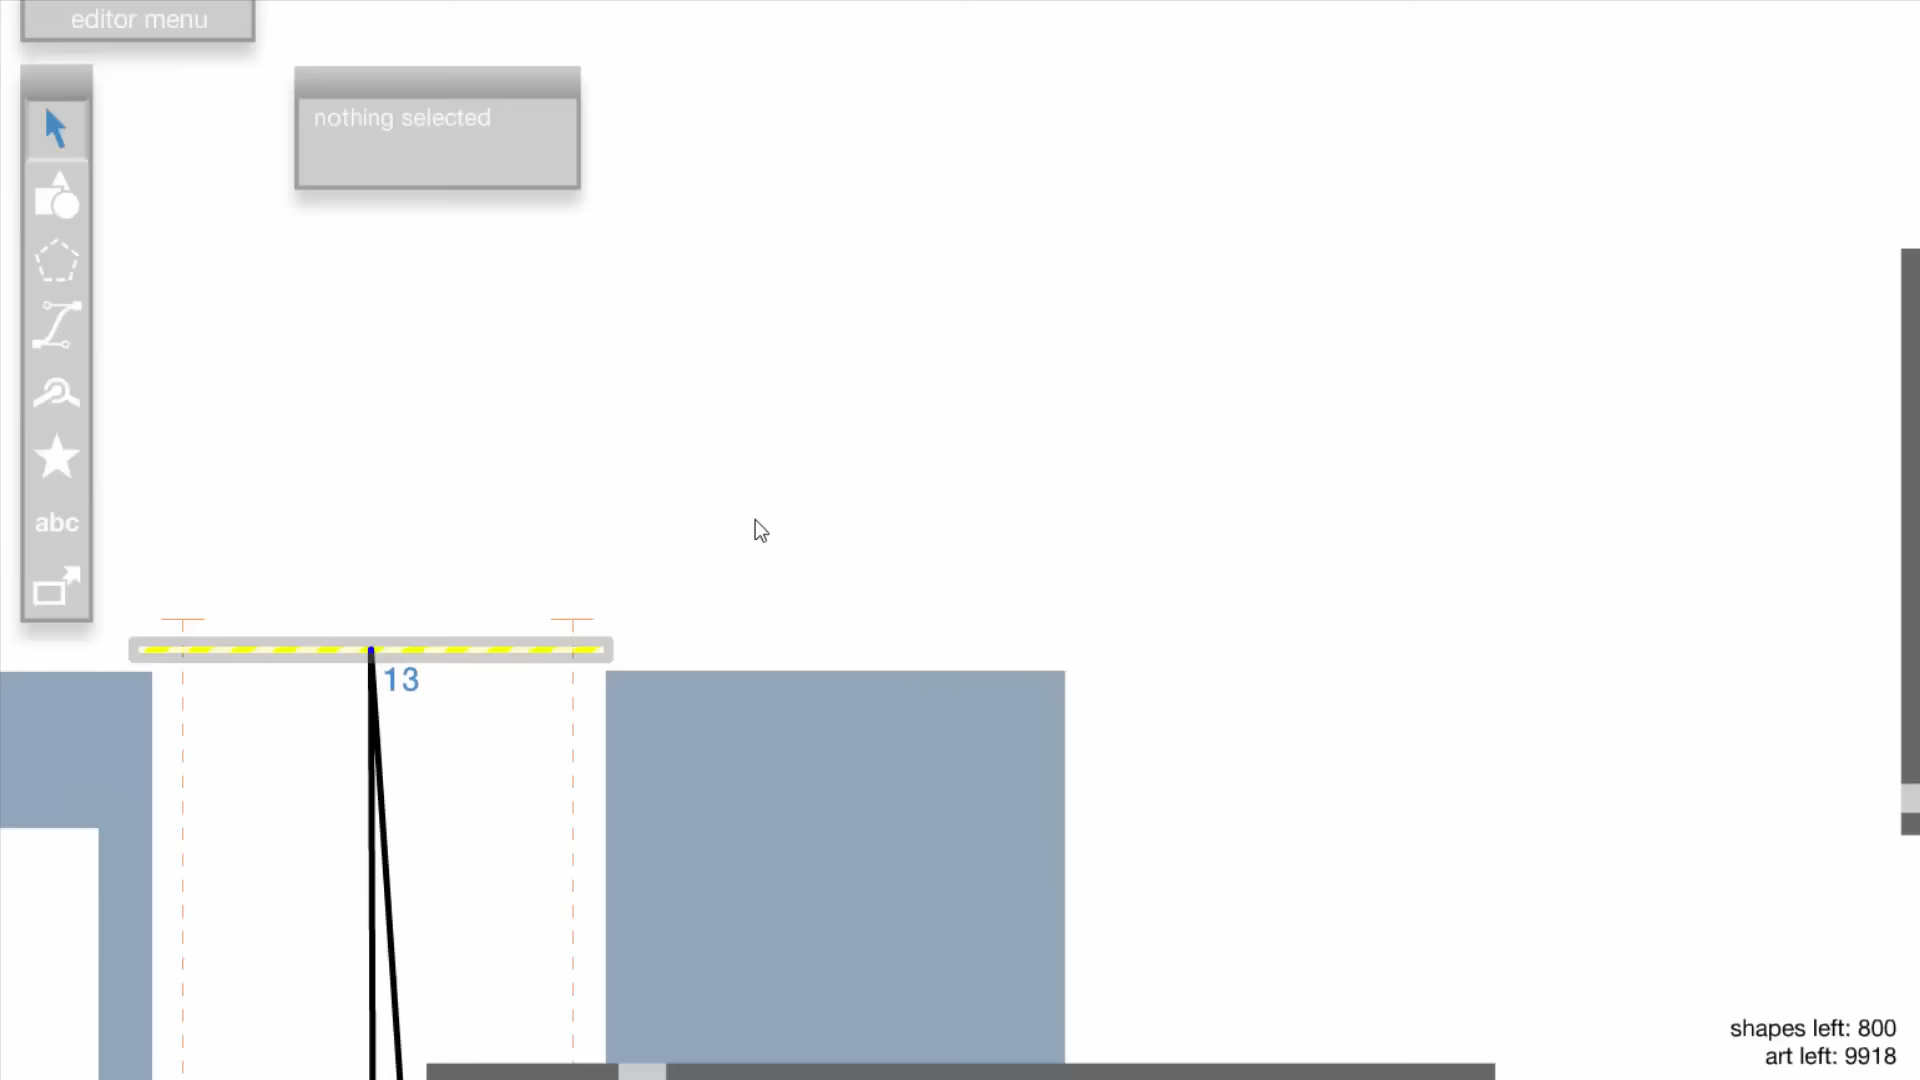 editor menu
nothing selected
abc
13
shapes left: 800
art left: 9918